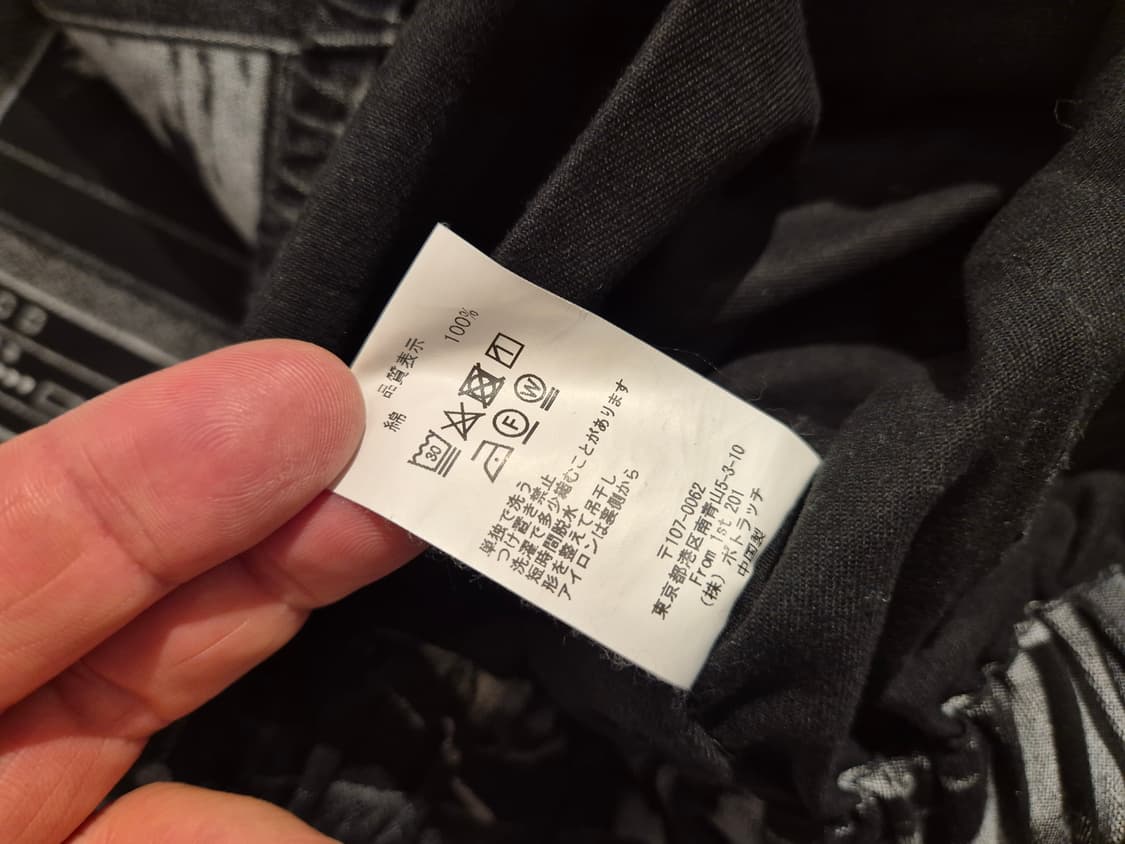 品質表示
綿 100%
30
F W
単独で洗う
つけ置き禁止
洗濯で多少縮むことがあります
短時間脱水
形を整えて吊干し
アイロンは裏側から
〒107-0062
東京都港区南青山5-3-10
From 1st 201
(株) ポトラッチ
中国製